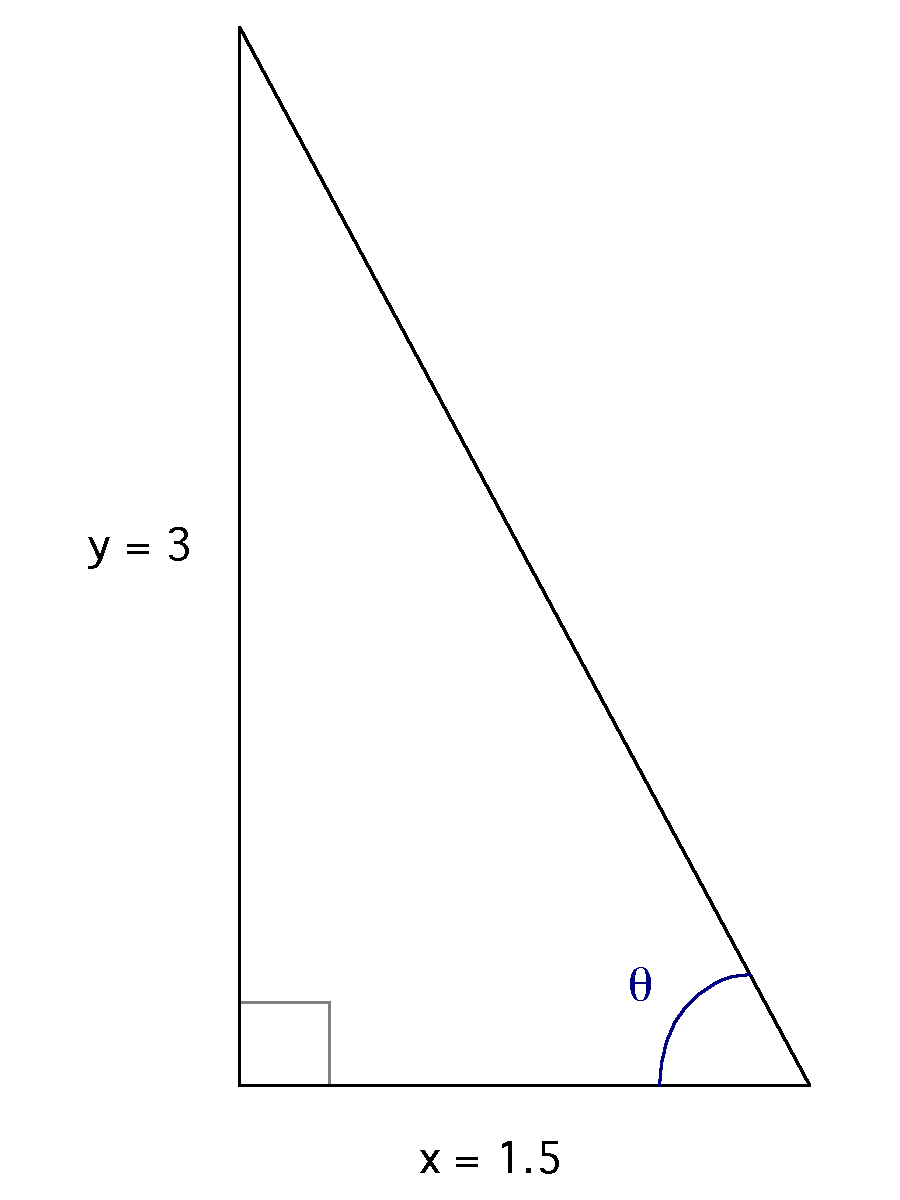 y = 3
θ
x = 1.5